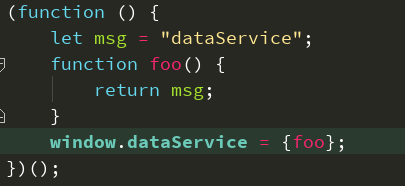 (function () {
    let msg = "dataService";
    function foo() {
        return msg;
    }
    window.dataService = {foo};
})();